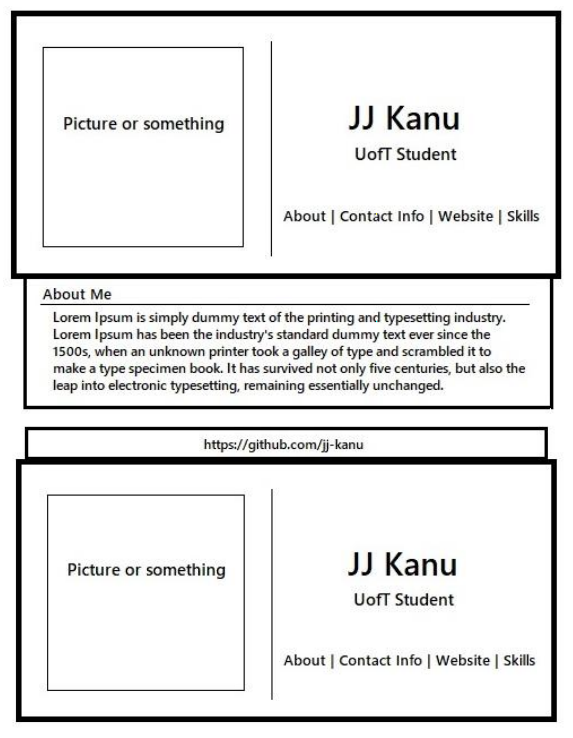 Picture or something
JJ Kanu
UofT Student
About | Contact Info | Website | Skills
About Me
Lorem Ipsum is simply dummy text of the printing and typesetting industry.
Lorem Ipsum has been the industry's standard dummy text ever since the
1500s, when an unknown printer took a galley of type and scrambled it to
make a type specimen book. It has survived not only five centuries, but also the
leap into electronic typesetting, remaining essentially unchanged.
https://github.com/jj-kanu
Picture or something
JJ Kanu
UofT Student
About | Contact Info | Website | Skills